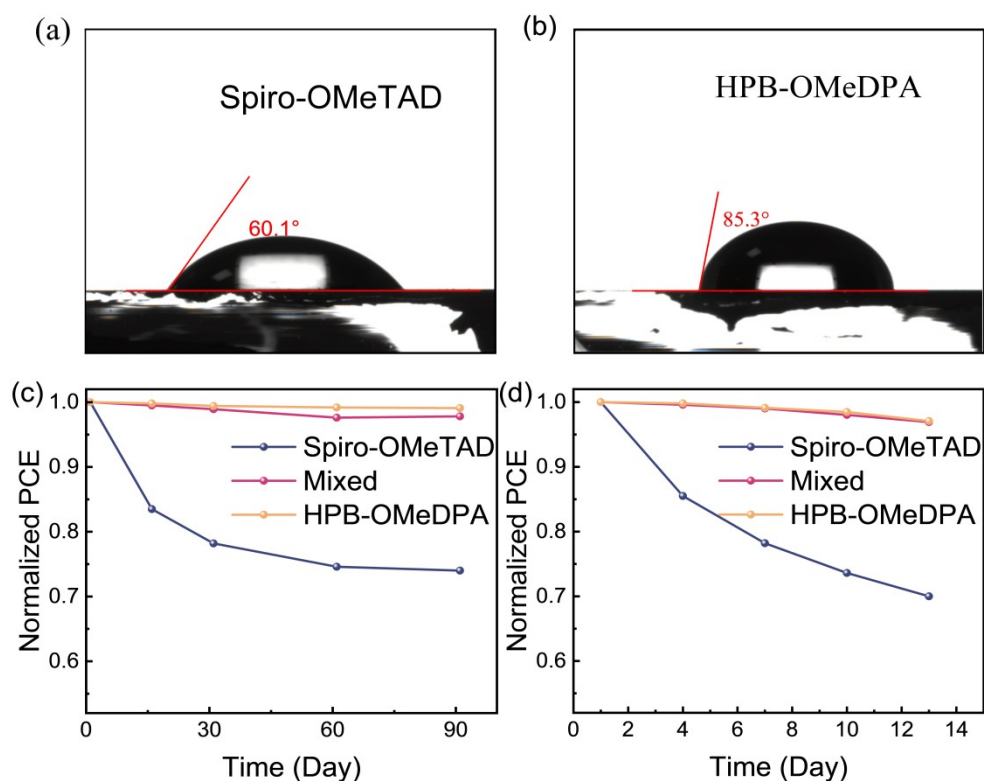 (a)
Spiro-OMeTAD
60.1°
(b)
HPB-OMeDPA
85.3°
(c)
Normalized PCE
1.0
0.9
0.8
0.7
0.6
Spiro-OMeTAD
Mixed
HPB-OMeDPA
0 30 60 90
Time (Day)
(d)
Normalized PCE
1.0
0.9
0.8
0.7
0.6
Spiro-OMeTAD
Mixed
HPB-OMeDPA
0 2 4 6 8 10 12 14
Time (Day)